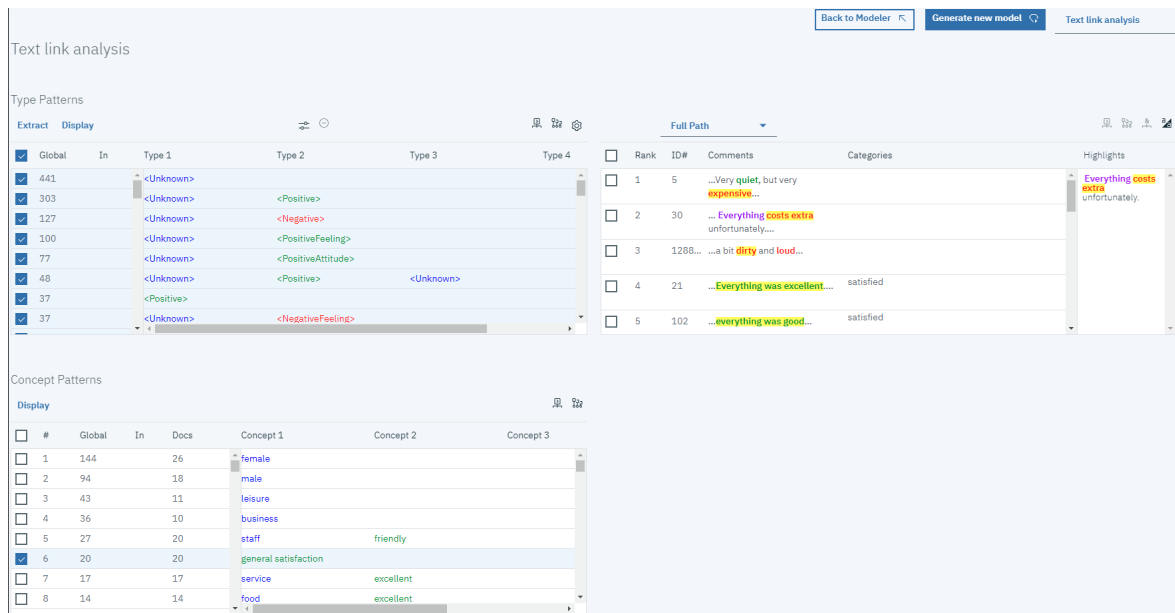 Back to Modeler
Generate new model
Text link analysis
Text link analysis
Type Patterns
Extract Display
Global In Type 1 Type 2 Type 3 Type 4
441 <Unknown>
303 <Unknown> <Positive>
127 <Unknown> <Negative>
100 <Unknown> <PositiveFeeling>
77 <Unknown> <PositiveAttitude>
48 <Unknown> <Positive> <Unknown>
37 <Positive>
37 <Unknown> <NegativeFeeling>
Full Path
Rank ID# Comments Categories Highlights
1 5 ...Very quiet, but very
expensive...
2 30 ... Everything costs extra
unfortunately....
3 1288... ...a bit dirty and loud...
4 21 ...Everything was excellent.... satisfied
5 102 ...everything was good... satisfied
Everything costs
extra
unfortunately.
Concept Patterns
Display
# Global In Docs Concept 1 Concept 2 Concept 3
1 144 26 female
2 94 18 male
3 43 11 leisure
4 36 10 business
5 27 20 staff friendly
6 20 20 general satisfaction
7 17 17 service excellent
8 14 14 food excellent